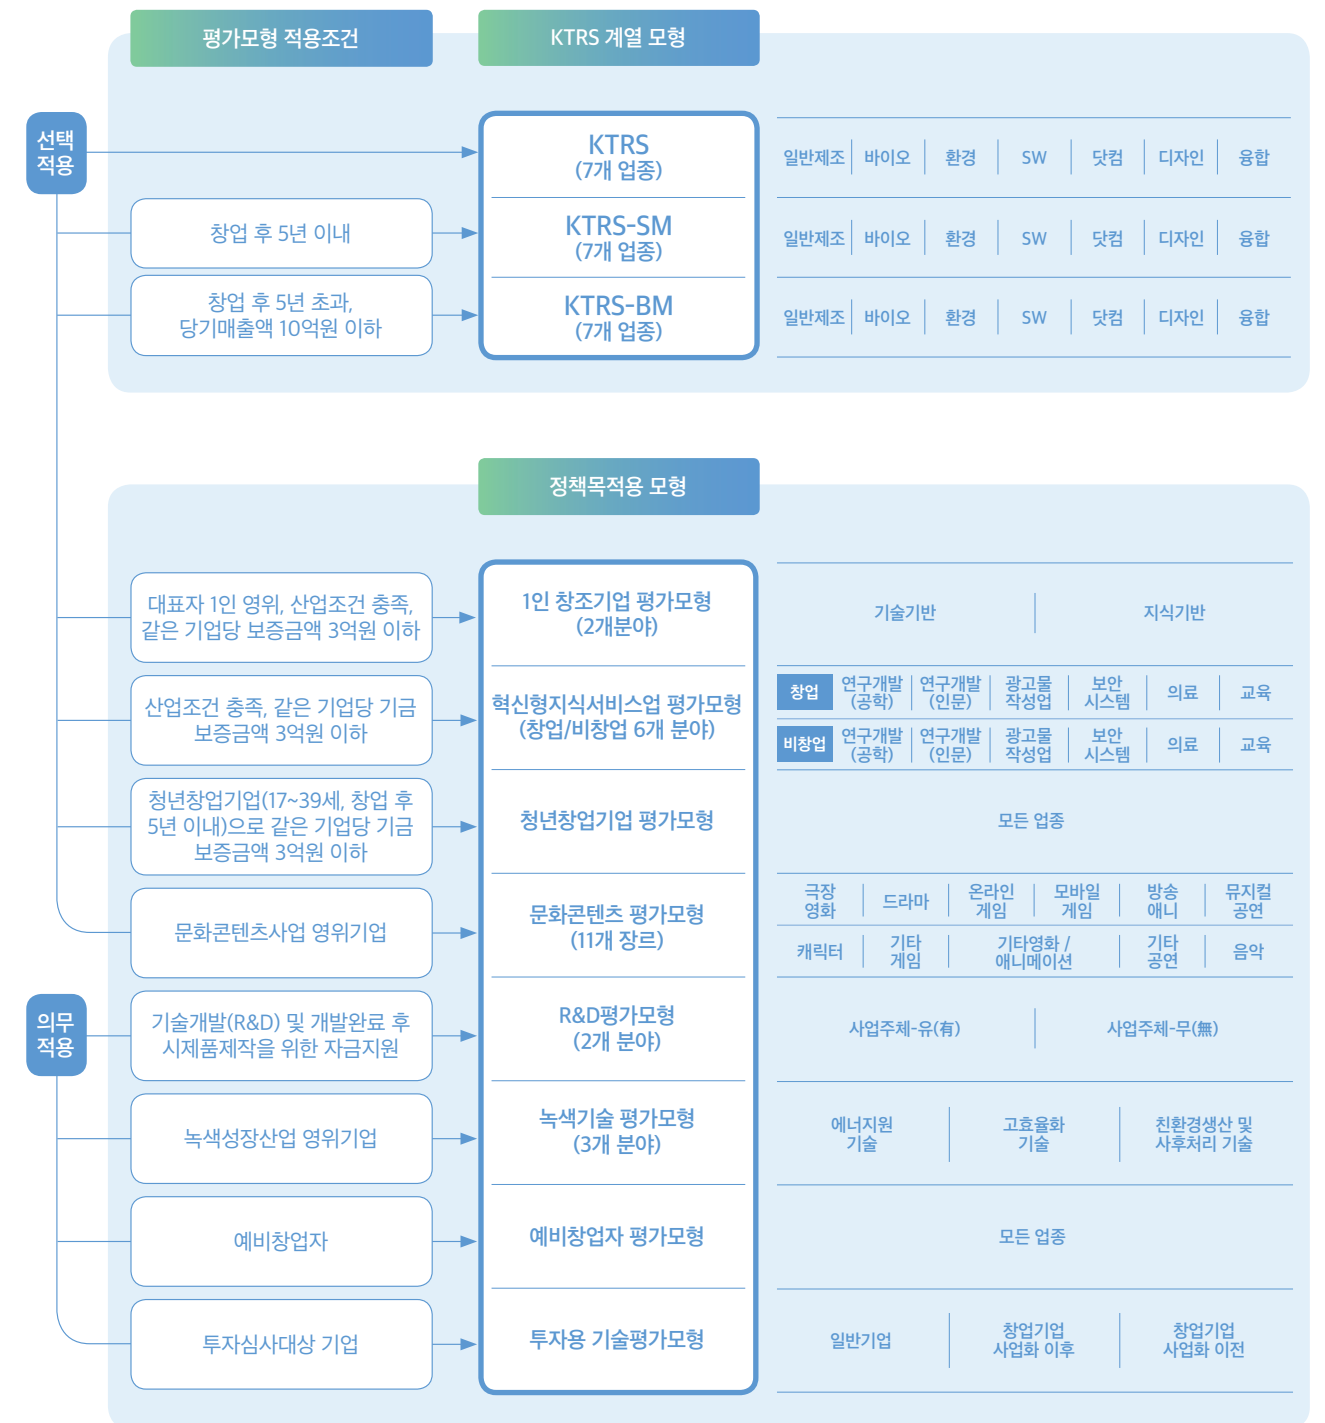 평가모형 적용조건
KTRS 계열 모형
선택
적용
KTRS
(7개 업종)
일반제조 바이오 환경 SW 닷컴 디자인 융합
창업 후 5년 이내
KTRS-SM
(7개 업종)
일반제조 바이오 환경 SW 닷컴 디자인 융합
창업 후 5년 초과,
당기매출액 10억원 이하
KTRS-BM
(7개 업종)
일반제조 바이오 환경 SW 닷컴 디자인 융합
정책목적용 모형
대표자 1인 영위, 산업조건 충족,
같은 기업당 보증금액 3억원 이하
1인 창조기업 평가모형
(2개분야)
기술기반 지식기반
산업조건 충족, 같은 기업당 기금
보증금액 3억원 이하
혁신형지식서비스업 평가모형
(창업/비창업 6개 분야)
창업 연구개발 연구개발 광고물 보안 의료 교육
(공학) (인문) 작성업 시스템
비창업 연구개발 연구개발 광고물 보안 의료 교육
(공학) (인문) 작성업 시스템
청년창업기업(17~39세, 창업 후
5년 이내)으로 같은 기업당 기금
보증금액 3억원 이하
청년창업기업 평가모형
모든 업종
문화콘텐츠사업 영위기업
문화콘텐츠 평가모형
(11개 장르)
극장 드라마 온라인 모바일 방송 뮤지컬
영화 게임 게임 애니 공연
캐릭터 기타 기타영화 / 기타 음악
게임 애니메이션 공연
의무
적용
기술개발(R&D) 및 개발완료 후
시제품제작을 위한 자금지원
R&D평가모형
(2개 분야)
사업주체-유(有) 사업주체-무(無)
녹색성장산업 영위기업
녹색기술 평가모형
(3개 분야)
에너지원 고효율화 친환경생산 및
기술 기술 사후처리 기술
예비창업자
예비창업자 평가모형
모든 업종
투자심사대상 기업
투자용 기술평가모형
일반기업 창업기업 창업기업
사업화 이후 사업화 이전